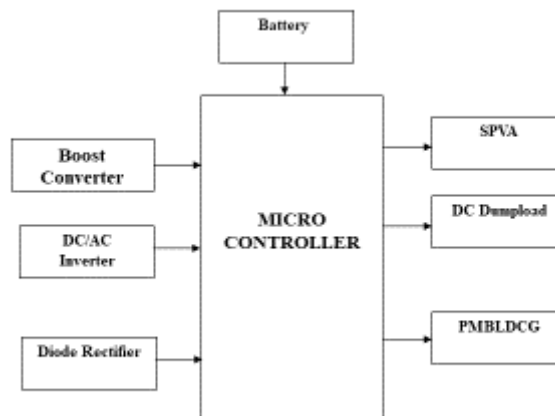 Battery
Boost
Converter
DC/AC
Inverter
Diode Rectifier
MICRO
CONTROLLER
SPVA
DC Dumpload
PMBLDCG